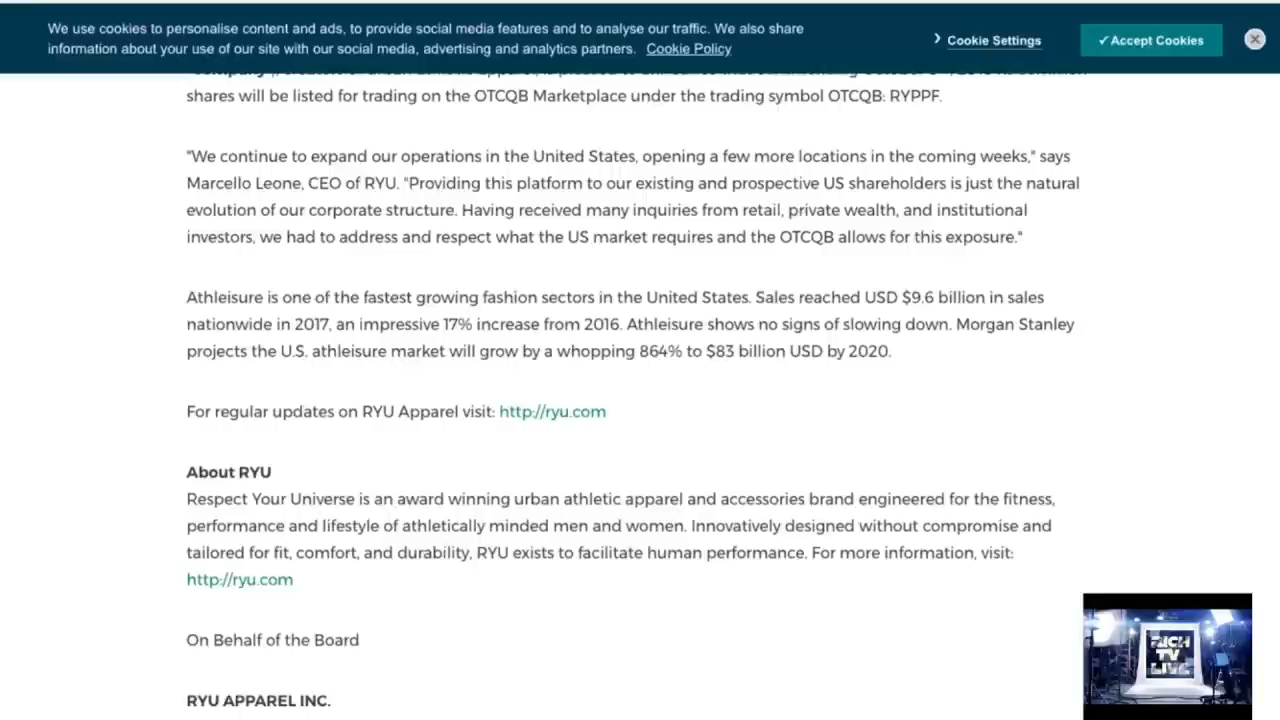 We use cookies to personalise content and ads, to provide social media features and to analyse our traffic. We also share
information about your use of our site with our social media, advertising and analytics partners. Cookie Policy
Cookie Settings
✓Accept Cookies
shares will be listed for trading on the OTCQB Marketplace under the trading symbol OTCQB: RYPPF.
"We continue to expand our operations in the United States, opening a few more locations in the coming weeks," says
Marcello Leone, CEO of RYU. "Providing this platform to our existing and prospective US shareholders is just the natural
evolution of our corporate structure. Having received many inquiries from retail, private wealth, and institutional
investors, we had to address and respect what the US market requires and the OTCQB allows for this exposure."
Athleisure is one of the fastest growing fashion sectors in the United States. Sales reached USD $9.6 billion in sales
nationwide in 2017, an impressive 17% increase from 2016. Athleisure shows no signs of slowing down. Morgan Stanley
projects the U.S. athleisure market will grow by a whopping 864% to $83 billion USD by 2020.
For regular updates on RYU Apparel visit: http://ryu.com
About RYU
Respect Your Universe is an award winning urban athletic apparel and accessories brand engineered for the fitness,
performance and lifestyle of athletically minded men and women. Innovatively designed without compromise and
tailored for fit, comfort, and durability, RYU exists to facilitate human performance. For more information, visit:
http://ryu.com
On Behalf of the Board
RYU APPAREL INC.
RICH
TV
LIVE